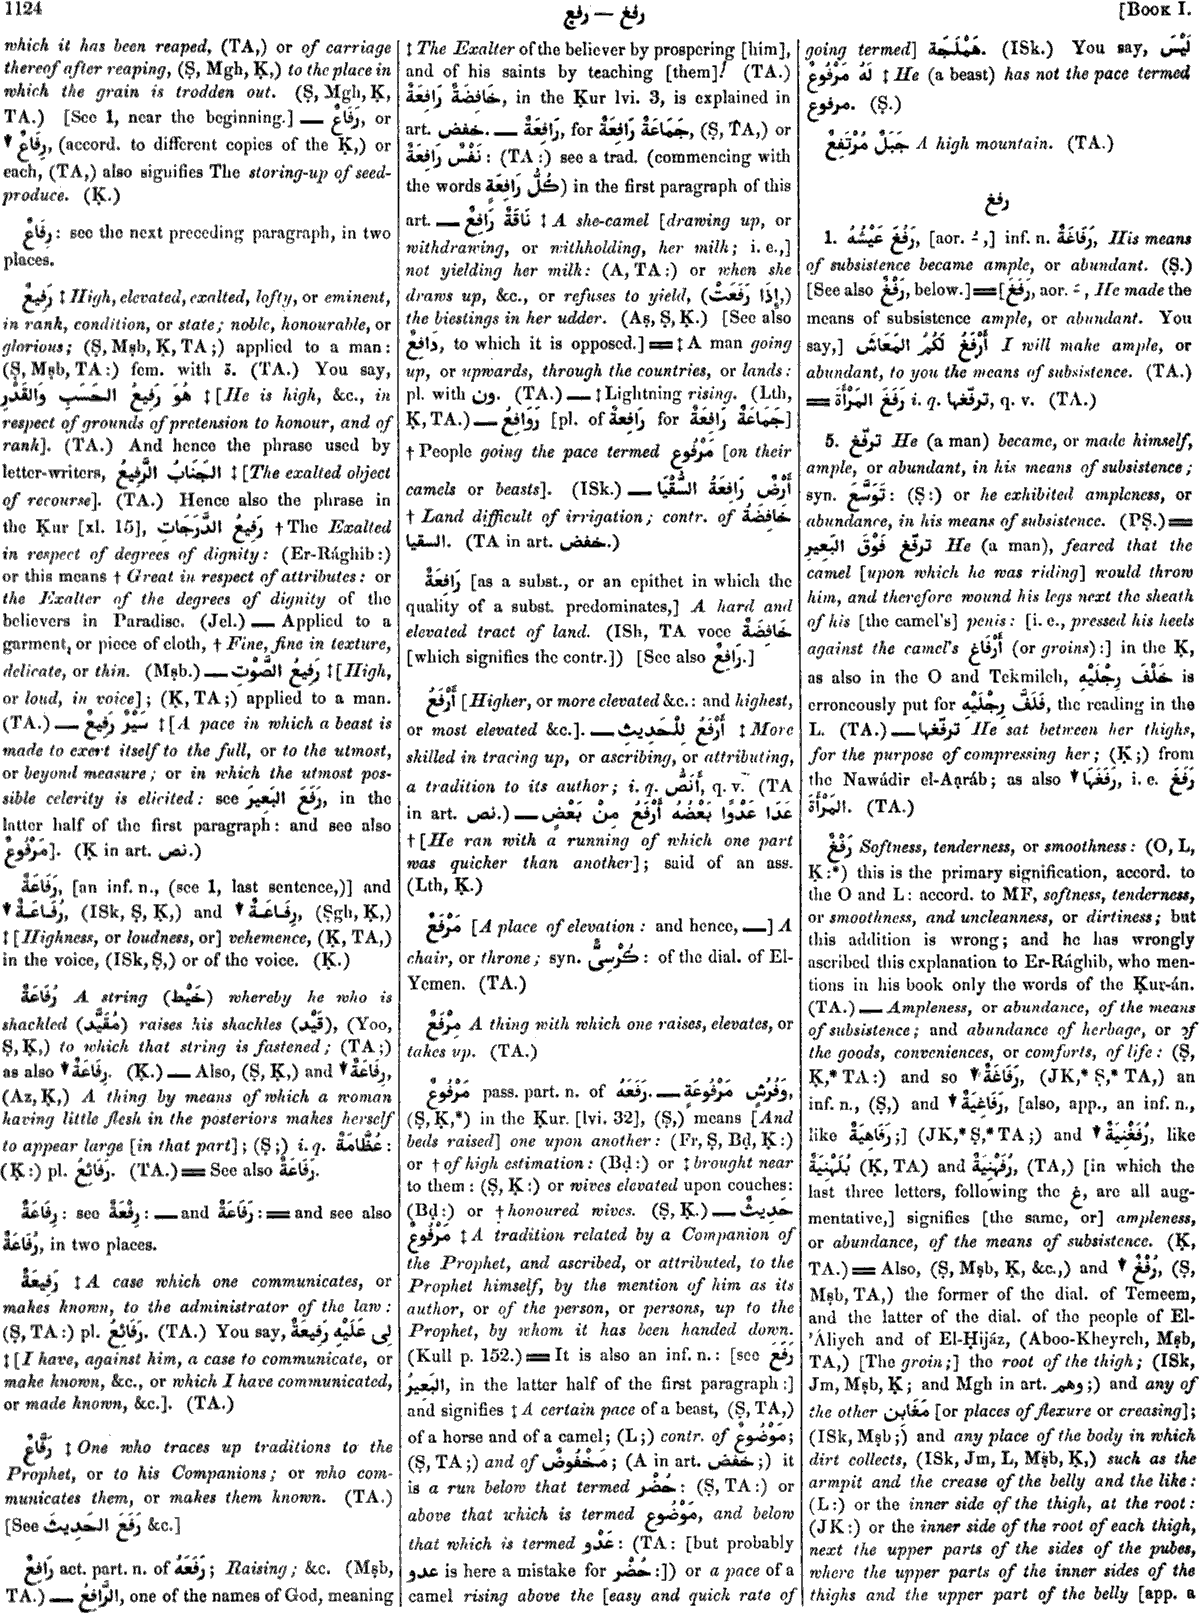 1124
رفع — رفغ
[Book I.
which it has been reaped, (TA,) or of carriage
thereof after reaping, (Ṣ, Mgh, Ḳ,) to the place in
which the grain is trodden out. (Ṣ, Mgh, Ḳ,
TA.) [See 1, near the beginning.] — رَفَاعٌ, or
▼ رِفَاعٌ, (accord. to different copies of the Ḳ,) or
each, (TA,) also signifies The storing-up of seed-
produce. (Ḳ.)
رِفَاعٌ: see the next preceding paragraph, in two
places.
رَفِيعٌ ‡ High, elevated, exalted, lofty, or eminent,
in rank, condition, or state; noble, honourable, or
glorious; (Ṣ, Mṣb, Ḳ, TA;) applied to a man:
(Ṣ, Mṣb, TA:) fem. with ة. (TA.) You say,
هُوَ رَفِيعُ الحَسَبِ وَالقَدْرِ ‡ [He is high, &c., in
respect of grounds of pretension to honour, and of
rank]. (TA.) And hence the phrase used by
letter-writers, الجَنَابُ الرَّفِيعُ ‡ [The exalted object
of recourse]. (TA.) Hence also the phrase in
the Ḳur [xl. 15], رَفِيعُ الدَّرَجَاتِ † The Exalted
in respect of degrees of dignity: (Er-Rághib:)
or this means † Great in respect of attributes: or
the Exalter of the degrees of dignity of the
believers in Paradise. (Jel.) — Applied to a
garment, or piece of cloth, † Fine, fine in texture,
delicate, or thin. (Mṣb.) — رَفِيعُ الصَّوْتِ ‡ [High,
or loud, in voice]; (Ḳ, TA;) applied to a man.
(TA.) — سَيْرٌ رَفِيعٌ ‡ [A pace in which a beast is
made to exert itself to the full, or to the utmost,
or beyond measure; or in which the utmost pos-
sible celerity is elicited: see رَفَعَ البَعِيرَ, in the
latter half of the first paragraph: and see also
مَرْفُوعٌ]. (Ḳ in art. نص.)
رَفَاعَةٌ, [an inf. n., (see 1, last sentence,)] and
▼ رُفَاعَةٌ, (ISk, Ṣ, Ḳ,) and ▼ رِفَاعَةٌ, (Ṣgh, Ḳ,)
‡ [Highness, or loudness, or] vehemence, (Ḳ, TA,)
in the voice, (ISk, Ṣ,) or of the voice. (Ḳ.)
رُفَاعَةٌ A string (خَيْط) whereby he who is
shackled (مُقَيَّد) raises his shackles (قَيْد), (Yoo,
Ṣ, Ḳ,) to which that string is fastened; (TA;)
as also ▼ رِفَاعَةٌ. (Ḳ.) — Also, (Ṣ, Ḳ,) and ▼ رِفَاعَةٌ,
(Az, Ḳ,) A thing by means of which a woman
having little flesh in the posteriors makes herself
to appear large [in that part]; (Ṣ;) i. q. عُظَّامَةٌ:
(Ḳ:) pl. رَفَائِعُ. (TA.) ═ See also رَفَاعَةٌ.
رِفَاعَةٌ: see رِفْعَةٌ: — and رُفَاعَةٌ: ═ and see also
رَفَاعَةٌ, in two places.
رَفِيعَةٌ ‡ A case which one communicates, or
makes known, to the administrator of the law:
(Ṣ, TA:) pl. رَفَائِعُ. (TA.) You say, لِى عَلَيْهِ رَفِيعَةٌ
‡ [I have, against him, a case to communicate, or
make known, &c., or which I have communicated,
or made known, &c.]. (TA.)
رَفَّاعٌ ‡ One who traces up traditions to the
Prophet, or to his Companions; or who com-
municates them, or makes them known. (TA.)
[See رَفَعَ الحَدِيثَ &c.]
رَافِعٌ act. part. n. of رَفَعَهُ; Raising; &c. (Mṣb,
TA.) — الرَّافِعُ, one of the names of God, meaning
‡ The Exalter of the believer by prospering [him],
and of his saints by teaching [them]! (TA.)
خَافِضَةٌ رَافِعَةٌ, in the Ḳur lvi. 3, is explained in
art. خفض. — رَافِعَةٌ, for جَمَاعَةٌ رَافِعَةٌ, (Ṣ, TA,) or
نَفْسٌ رَافِعَةٌ: (TA:) see a trad. (commencing with
the words كُلُّ رَافِعَةٍ) in the first paragraph of this
art. — نَاقَةٌ رَافِعٌ ‡ A she-camel [drawing up, or
withdrawing, or withholding, her milk; i. e.,]
not yielding her milk: (A, TA:) or when she
draws up, &c., or refuses to yield, (إِذَا رَفَعَتْ,)
the biestings in her udder. (Aṣ, Ṣ, Ḳ.) [See also
دَافِعٌ, to which it is opposed.] ═ ‡ A man going
up, or upwards, through the countries, or lands:
pl. with ون. (TA.) — ‡ Lightning rising. (Lth,
Ḳ, TA.) — رَوَافِعُ [pl. of رَافِعَةٌ for جَمَاعَةٌ رَافِعَةٌ]
† People going the pace termed مَرْفُوع [on their
camels or beasts]. (ISk.) — أَرْضٌ رَافِعَةُ السُّقْيَا
† Land difficult of irrigation; contr. of خَافِضَةُ
السقيا. (TA in art. خفض.)
رَافِعَةٌ [as a subst., or an epithet in which the
quality of a subst. predominates,] A hard and
elevated tract of land. (ISh, TA voce خَافِضَةٌ
[which signifies the contr.]) [See also رَافِعٌ.]
أَرْفَعُ [Higher, or more elevated &c.: and highest,
or most elevated &c.]. — أَرْفَعُ لِلْحَدِيثِ ‡ More
skilled in tracing up, or ascribing, or attributing,
a tradition to its author; i. q. أَنَصُّ, q. v. (TA
in art. نص.) — عَدَا عَدْوًا بَعْضُهُ أَرْفَعُ مِنْ بَعْضٍ
† [He ran with a running of which one part
was quicker than another]; said of an ass.
(Lth, Ḳ.)
مَرْفَعٌ [A place of elevation: and hence, —] A
chair, or throne; syn. كُرْسِىٌّ: of the dial. of El-
Yemen. (TA.)
مِرْفَعٌ A thing with which one raises, elevates, or
takes up. (TA.)
مَرْفُوعٌ pass. part. n. of رَفَعَهُ. — وَفُرُشٍ مَرْفُوعَةٍ,
(Ṣ, Ḳ,*) in the Ḳur. [lvi. 32], (Ṣ,) means [And
beds raised] one upon another: (Fr, Ṣ, Bḍ, Ḳ:)
or † of high estimation: (Bḍ:) or ‡ brought near
to them: (Ṣ, Ḳ:) or wives elevated upon couches:
(Bḍ:) or † honoured wives. (Ṣ, Ḳ.) — حَدِيثٌ
مَرْفُوعٌ ‡ A tradition related by a Companion of
the Prophet, and ascribed, or attributed, to the
Prophet himself, by the mention of him as its
author, or of the person, or persons, up to the
Prophet, by whom it has been handed down.
(Kull p. 152.) ═ It is also an inf. n.: [see رَفَعَ
البَعِيرُ, in the latter half of the first paragraph:]
and signifies ‡ A certain pace of a beast, (Ṣ, TA,)
of a horse and of a camel; (L;) contr. of مَوْضُوعٌ;
(Ṣ, TA;) and of مَخْفُوضٌ; (A in art. خفض;) it
is a run below that termed حُضْر: (Ṣ, TA:) or
above that which is termed مَوْضُوع, and below
that which is termed عَدْو: (TA: [but probably
عدو is here a mistake for حُضْر:]) or a pace of a
camel rising above the [easy and quick rate of
going termed] هَمْلَجَة. (ISk.) You say, لَيْسَ
لَهُ مَرْفُوعٌ ‡ He (a beast) has not the pace termed
مرفوع. (Ṣ.)
جَبَلٌ مُرْتَفِعٌ A high mountain. (TA.)
رفغ
1. رَفُغَ عَيْشُهُ, [aor. ـُ ,] inf. n. رَفَاغَةٌ, His means
of subsistence became ample, or abundant. (Ṣ.)
[See also رَفْغٌ, below.] ═ [رَفَغَ, aor. ـُ , He made the
means of subsistence ample, or abundant. You
say,] أَرْفُغُ لَكُمُ المَعَاشَ I will make ample, or
abundant, to you the means of subsistence. (TA.)
═ رَفَغَ المَرْأَةَ i. q. ترفّغها, q. v. (TA.)
5. ترفّغ He (a man) became, or made himself,
ample, or abundant, in his means of subsistence;
syn. تَوَسَّعَ: (Ṣ:) or he exhibited ampleness, or
abundance, in his means of subsistence. (PṢ.) ═
ترفّغ فَوْقَ البَعِيرِ He (a man), feared that the
camel [upon which he was riding] would throw
him, and therefore wound his legs next the sheath
of his [the camel's] penis: [i. e., pressed his heels
against the camel's أَرْفَاغ (or groins):] in the Ḳ,
as also in the O and Tekmileh, خَلْفَ رِجْلَيْهِ is
erroneously put for فَلَفَّ رِجْلَيْهِ, the reading in the
L. (TA.) — ترفّغها He sat between her thighs,
for the purpose of compressing her; (Ḳ;) from
the Nawádir el-Aạráb; as also ▼ رَفَغَهَا, i. e. رَفَغَ
المَرْأَةَ. (TA.)
رَفْغٌ Softness, tenderness, or smoothness: (O, L,
Ḳ:*) this is the primary signification, accord. to
the O and L: accord. to MF, softness, tenderness,
or smoothness, and uncleanness, or dirtiness; but
this addition is wrong; and he has wrongly
ascribed this explanation to Er-Rághib, who men-
tions in his book only the words of the Ḳur-án.
(TA.) — Ampleness, or abundance, of the means
of subsistence; and abundance of herbage, or of
the goods, conveniences, or comforts, of life: (Ṣ,
Ḳ,* TA:) and so ▼ رَفَاغَةٌ, (JK,* Ṣ,* TA,) an
inf. n., (Ṣ,) and ▼ رَفَاغِيَةٌ, [also, app., an inf. n.,
like رَفَاهِيَةٌ;] (JK,* Ṣ,* TA;) and ▼ رُفَغْنِيَةٌ, like
بُلَهْنِيَةٌ (Ḳ, TA) and رُفَهْنِيَةٌ, (TA,) [in which the
last three letters, following the غ, are all aug-
mentative,] signifies [the same, or] ampleness,
or abundance, of the means of subsistence. (Ḳ,
TA.) ═ Also, (Ṣ, Mṣb, Ḳ, &c.,) and ▼ رُفْغٌ, (Ṣ,
Mṣb, TA,) the former of the dial. of Temeem,
and the latter of the dial. of the people of El-
'Áliyeh and of El-Ḥijáz, (Aboo-Kheyreh, Mṣb,
TA,) [The groin;] the root of the thigh; (ISk,
Jm, Mṣb, Ḳ; and Mgh in art. وهم;) and any of
the other مَغَابِن [or places of flexure or creasing];
(ISk, Mṣb;) and any place of the body in which
dirt collects, (ISk, Jm, L, Mṣb, Ḳ,) such as the
armpit and the crease of the belly and the like:
(L:) or the inner side of the thigh, at the root:
(JK:) or the inner side of the root of each thigh,
next the upper parts of the sides of the pubes,
where the upper parts of the inner sides of the
thighs and the upper part of the belly [app. a